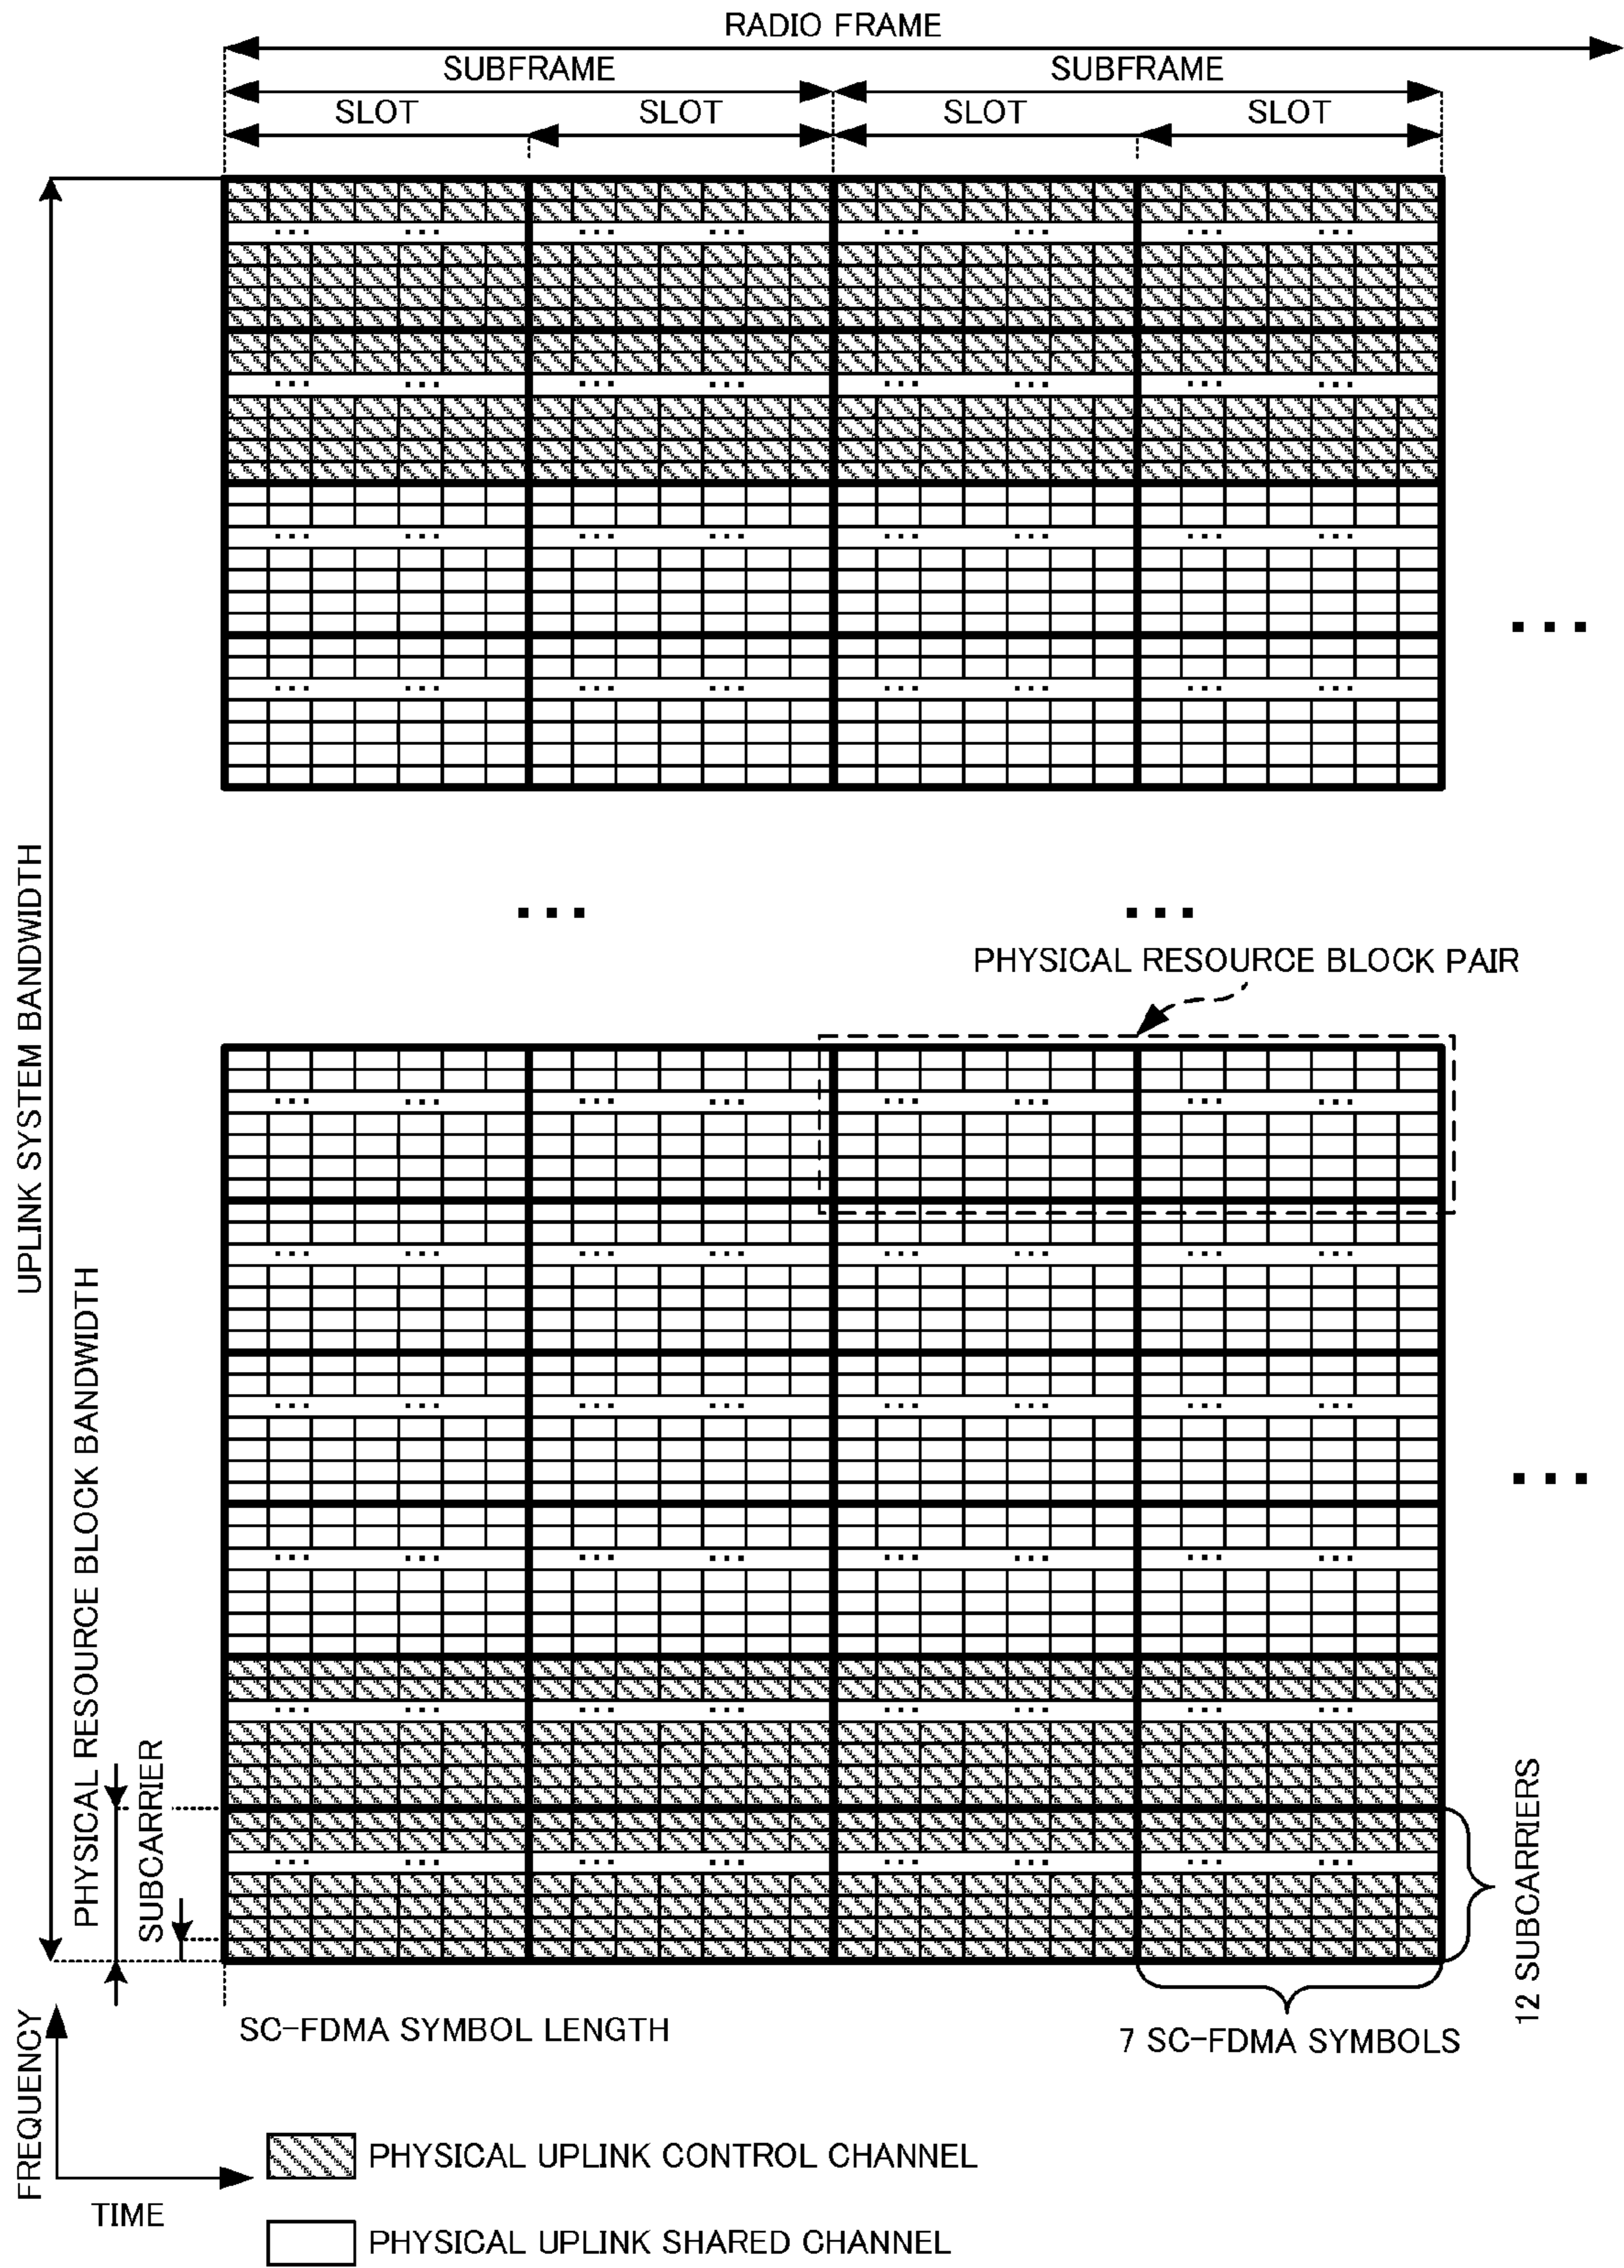 RADIO FRAME
SUBFRAME SUBFRAME
SLOT SLOT SLOT SLOT
UPLINK SYSTEM BANDWIDTH
PHYSICAL RESOURCE BLOCK PAIR
PHYSICAL RESOURCE BLOCK BANDWIDTH
SUBCARRIER
12 SUBCARRIERS
SC-FDMA SYMBOL LENGTH
7 SC-FDMA SYMBOLS
FREQUENCY
TIME
PHYSICAL UPLINK CONTROL CHANNEL
PHYSICAL UPLINK SHARED CHANNEL